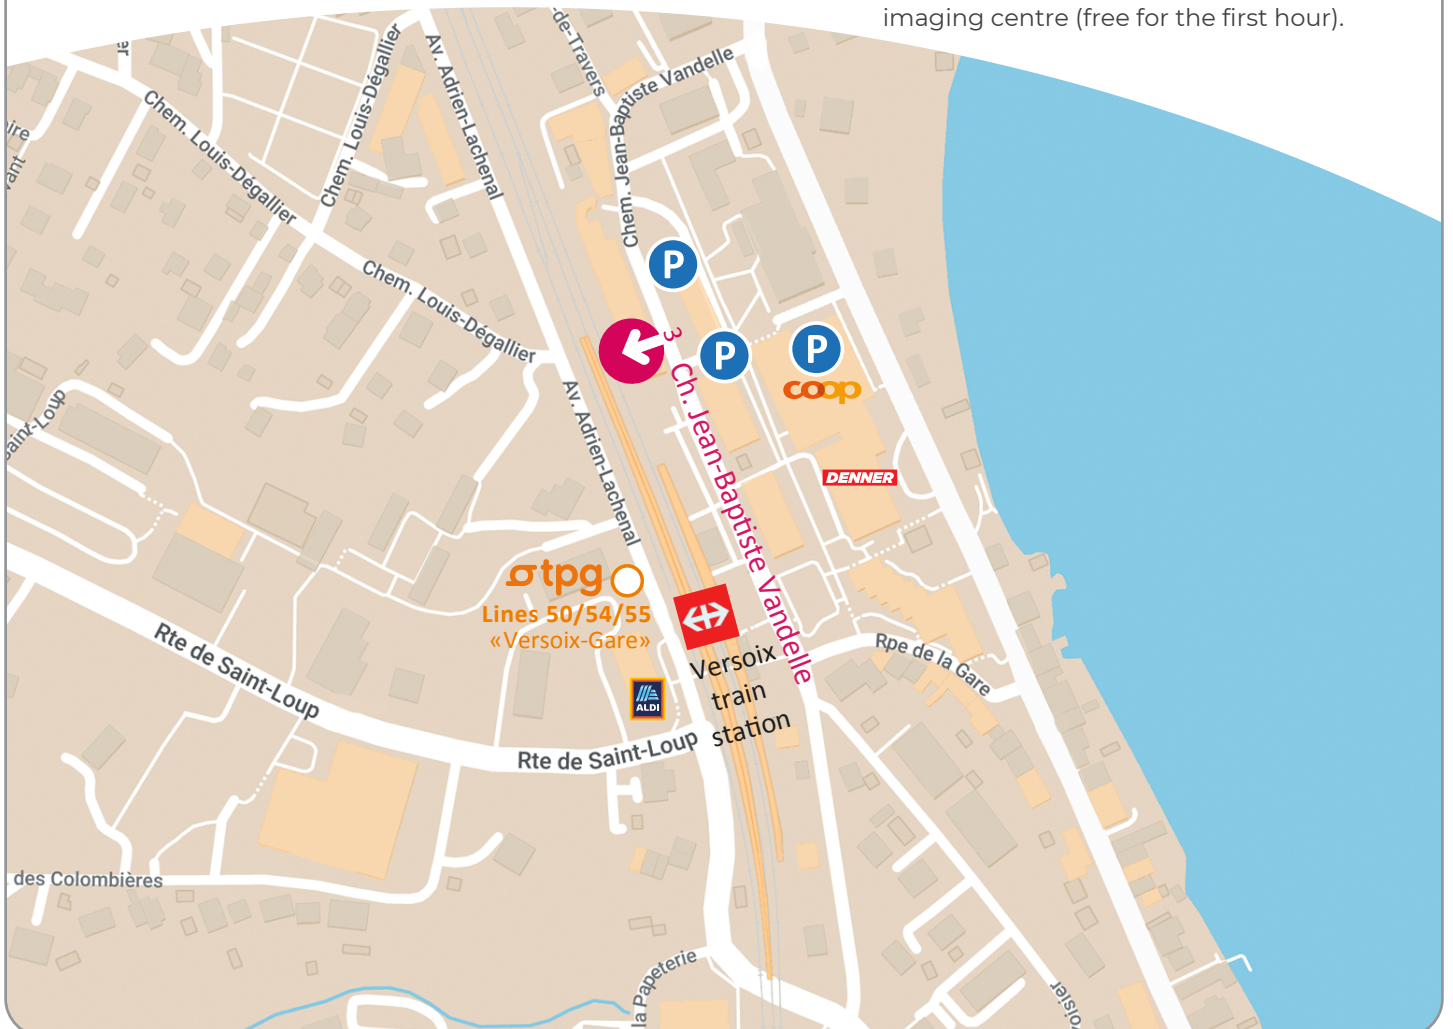 imaging centre (free for the first hour).
-de-Travers
Chem. Louis-Dégallier
Av. Adrien-Lachenal
Chem. Jean-Baptiste Vandelle
Chem. Louis-Dégallier
P
Chem. Louis-Dégallier
3 Ch. Jean-Baptiste Vandelle
P
P
coop
Av. Adrien-Lachenal
DENNER
tpg
Lines 50/54/55
«Versoix-Gare»
Versoix
train
station
Rpe de la Gare
ALDI
Rte de Saint-Loup
Rte de Saint-Loup
des Colombières
la Papeterie